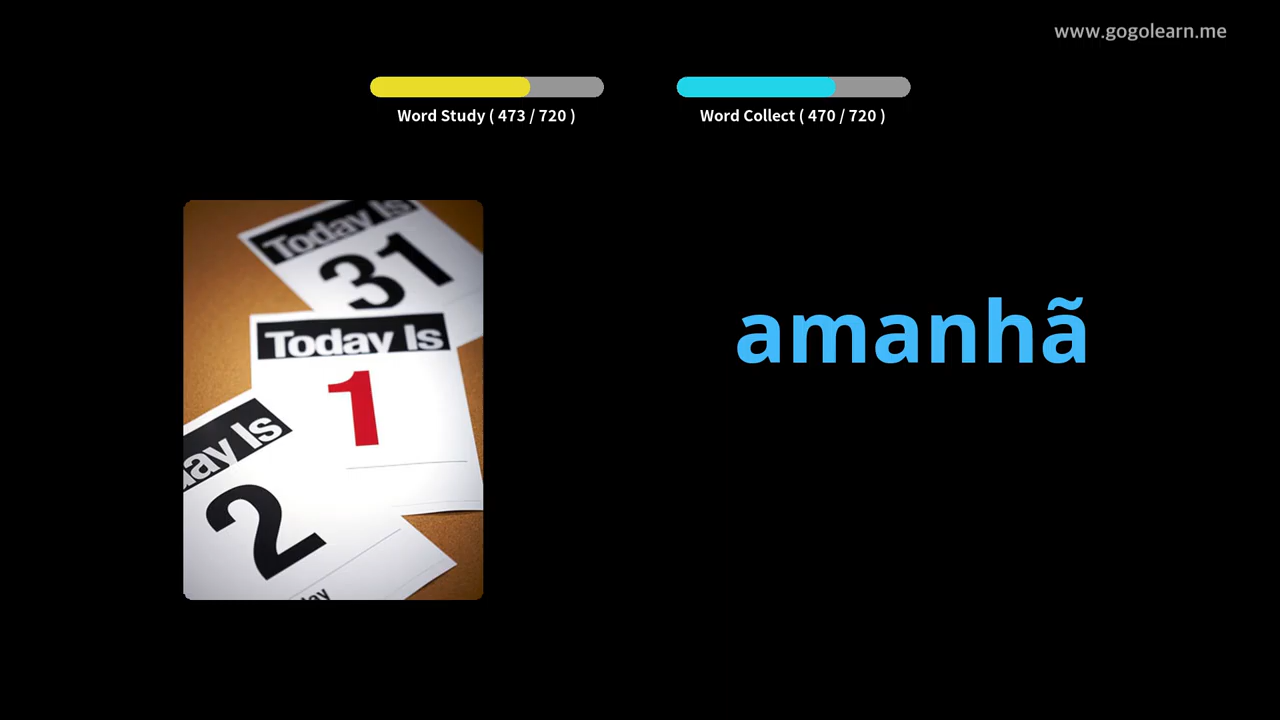 www.gogolearn.me
Word Study ( 473 / 720 )
Word Collect ( 470 / 720 )
Today Is
31
Today Is
1
ay Is
2
amanhã